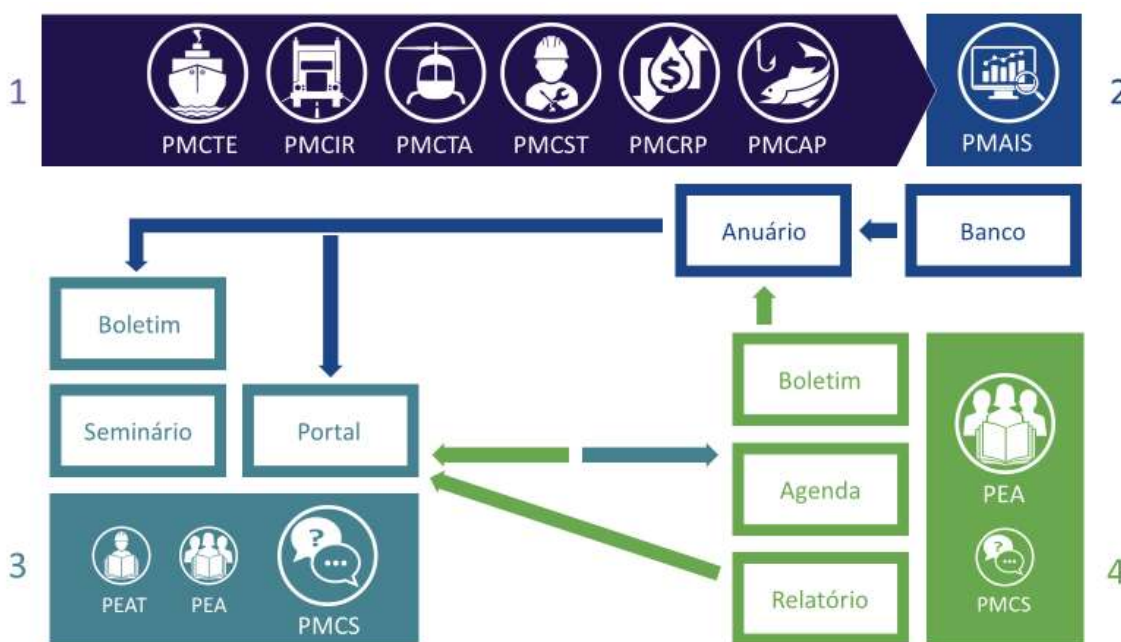 1
PMCTE
PMCIR
PMCTA
PMCST
$
PMCRP
PMCAP
PMAIS
2
Anuário
Banco
Boletim
Seminário
Portal
Boletim
Agenda
Relatório
3
PEAT
PEA
?
...
PMCS
PEA
?
...
PMCS
4